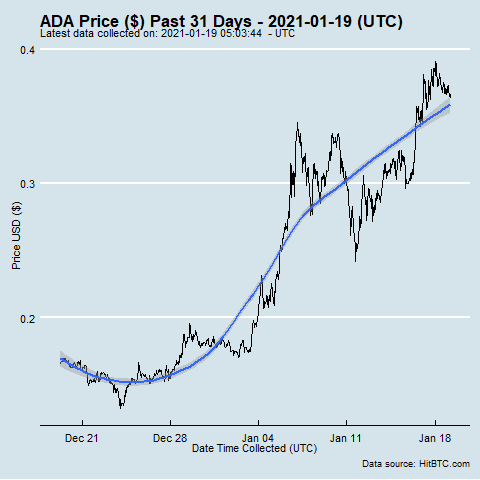 ADA Price ($) Past 31 Days - 2021-01-19 (UTC)
Latest data collected on: 2021-01-19 05:03:44  - UTC
0.4
0.3
0.2
Price USD ($)
Dec 21
Dec 28
Jan 04
Jan 11
Jan 18
Date Time Collected (UTC)
Data source: HitBTC.com